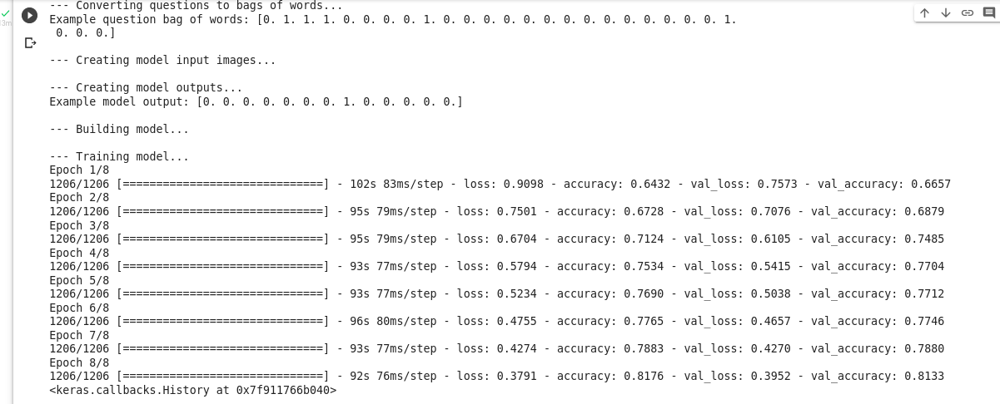 --- Converting questions to bags of words...
Example question bag of words: [0. 1. 1. 1. 0. 0. 0. 0. 1. 0. 0. 0. 0. 0. 0. 0. 0. 0. 0. 0. 0. 0. 0. 1.
 0. 0. 0.]
--- Creating model input images...
--- Creating model outputs...
Example model output: [0. 0. 0. 0. 0. 0. 0. 1. 0. 0. 0. 0. 0.]
--- Building model...
--- Training model...
Epoch 1/8
1206/1206 [==============================] - 102s 83ms/step - loss: 0.9098 - accuracy: 0.6432 - val_loss: 0.7573 - val_accuracy: 0.6657
Epoch 2/8
1206/1206 [==============================] - 95s 79ms/step - loss: 0.7501 - accuracy: 0.6728 - val_loss: 0.7076 - val_accuracy: 0.6879
Epoch 3/8
1206/1206 [==============================] - 95s 79ms/step - loss: 0.6704 - accuracy: 0.7124 - val_loss: 0.6105 - val_accuracy: 0.7485
Epoch 4/8
1206/1206 [==============================] - 93s 77ms/step - loss: 0.5794 - accuracy: 0.7534 - val_loss: 0.5415 - val_accuracy: 0.7704
Epoch 5/8
1206/1206 [==============================] - 93s 77ms/step - loss: 0.5234 - accuracy: 0.7690 - val_loss: 0.5038 - val_accuracy: 0.7712
Epoch 6/8
1206/1206 [==============================] - 96s 80ms/step - loss: 0.4755 - accuracy: 0.7765 - val_loss: 0.4657 - val_accuracy: 0.7746
Epoch 7/8
1206/1206 [==============================] - 93s 77ms/step - loss: 0.4274 - accuracy: 0.7883 - val_loss: 0.4270 - val_accuracy: 0.7880
Epoch 8/8
1206/1206 [==============================] - 92s 76ms/step - loss: 0.3791 - accuracy: 0.8176 - val_loss: 0.3952 - val_accuracy: 0.8133
<keras.callbacks.History at 0x7f911766b040>